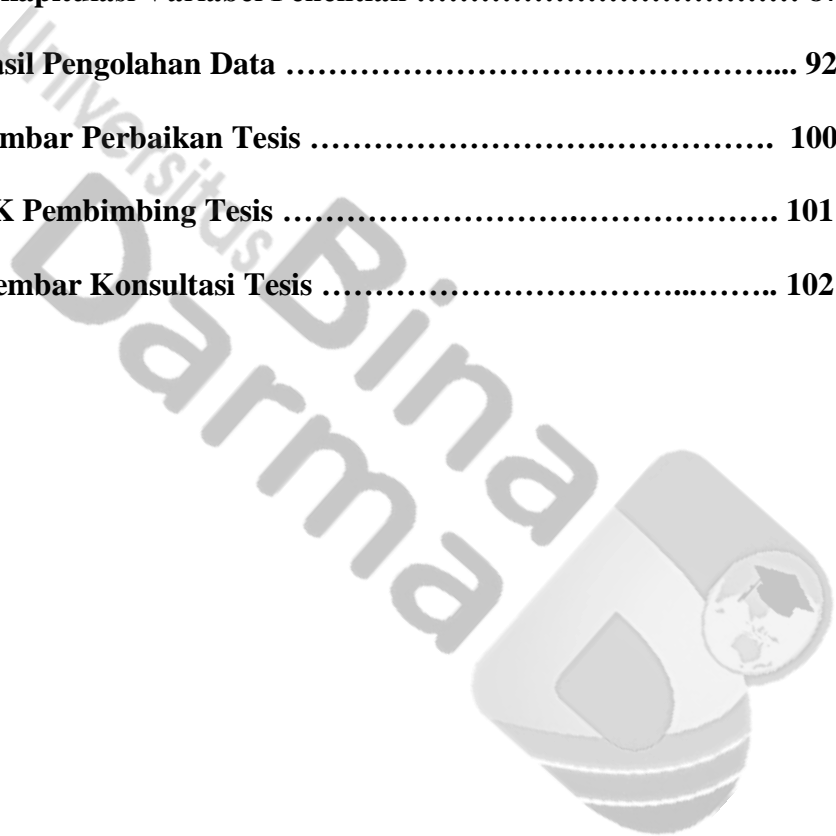 asil Pengolahan Data ………………………………………....  92
mbar Perbaikan Tesis ……………………….…………….  100
K Pembimbing Tesis ……………………….………………. 101
embar Konsultasi Tesis ……………………………...…….. 102
Universitas
Bina
Darma